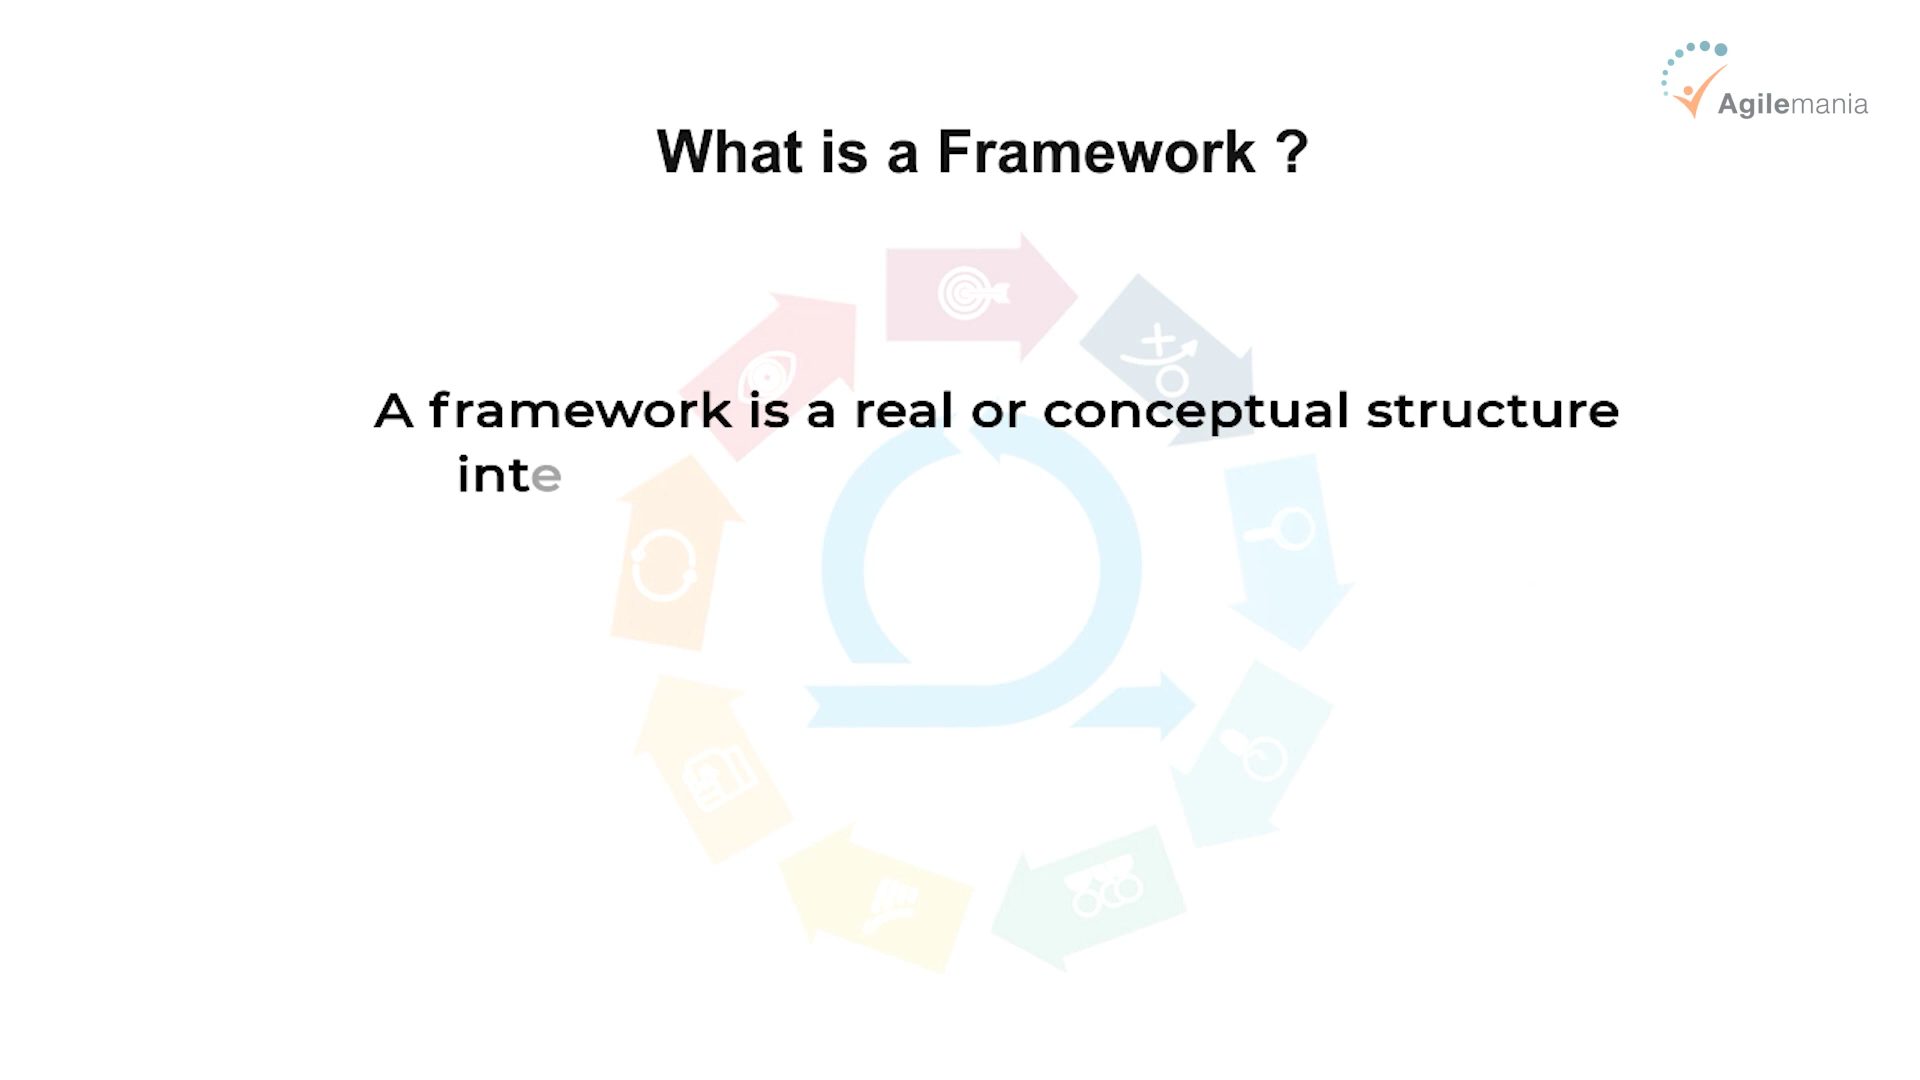 Agilemania
What is a Framework ?
A framework is a real or conceptual structure
inte